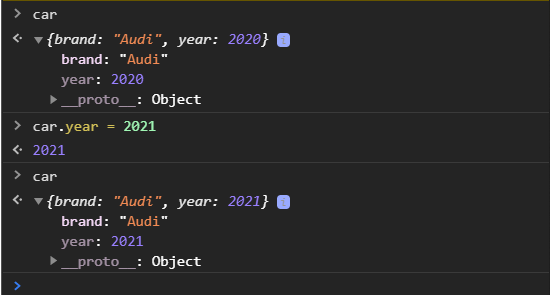 > car
<· ▼{brand: "Audi", year: 2020} i
brand: "Audi"
year: 2020
▶__proto__: Object
> car.year = 2021
<· 2021
> car
<· ▼{brand: "Audi", year: 2021} i
brand: "Audi"
year: 2021
▶__proto__: Object
>